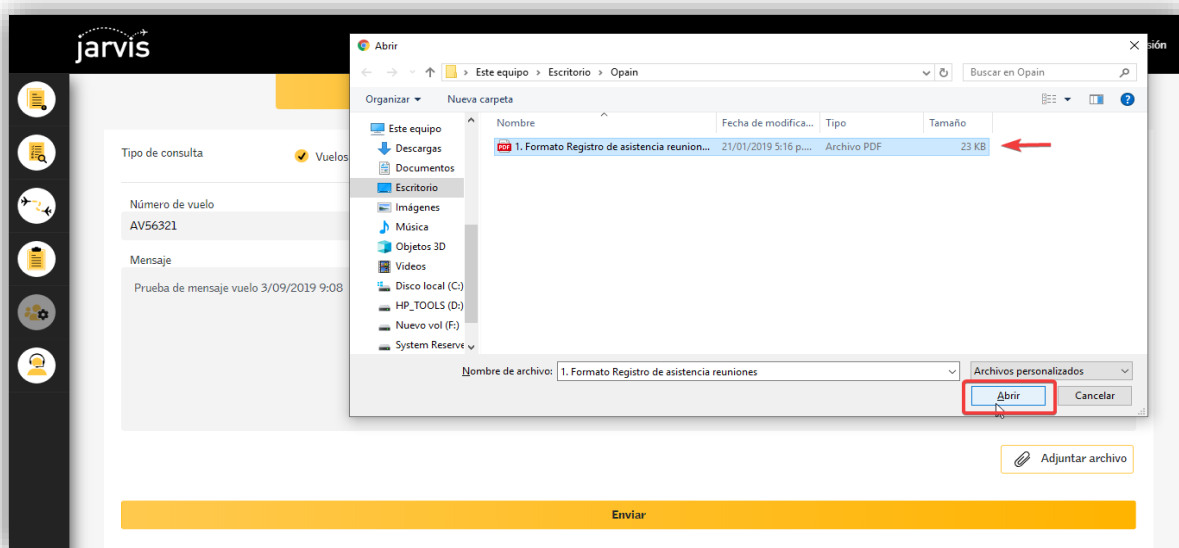 jarvis
sión
Abrir
Este equipo > Escritorio > Opain
Buscar en Opain
Organizar
Nueva carpeta
Nombre
Fecha de modifica...
Tipo
Tamaño
1. Formato Registro de asistencia reunion...
21/01/2019 5:16 p....
Archivo PDF
23 KB
Este equipo
Descargas
Documentos
Escritorio
Imágenes
Música
Objetos 3D
Videos
Disco local (C:)
HP_TOOLS (D:)
Nuevo vol (F:)
System Reserve
Nombre de archivo:
1. Formato Registro de asistencia reuniones
Archivos personalizados
Abrir
Cancelar
Tipo de consulta
Vuelos
Número de vuelo
AV56321
Mensaje
Prueba de mensaje vuelo 3/09/2019 9:08
Adjuntar archivo
Enviar